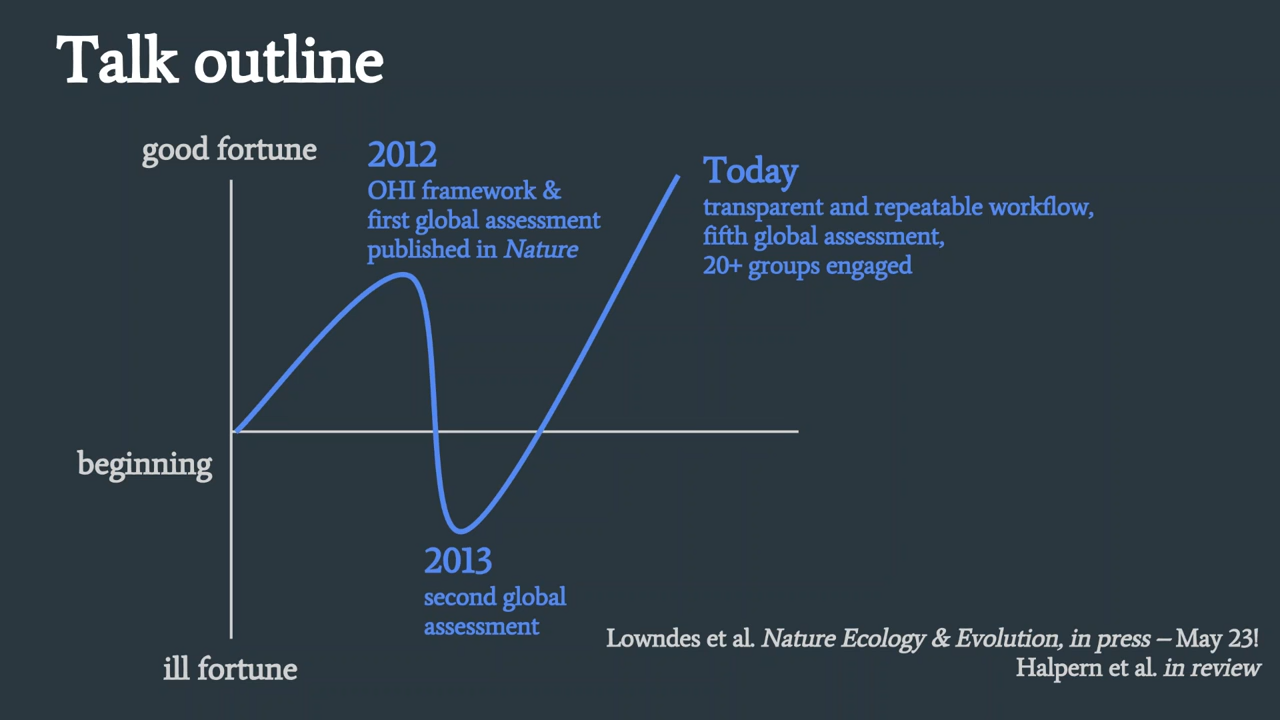 Talk outline
good fortune
2012
OHI framework &
first global assessment
published in Nature
Today
transparent and repeatable workflow,
fifth global assessment,
20+ groups engaged
beginning
2013
second global
assessment
ill fortune
Lowndes et al. Nature Ecology & Evolution, in press – May 23!
Halpern et al. in review